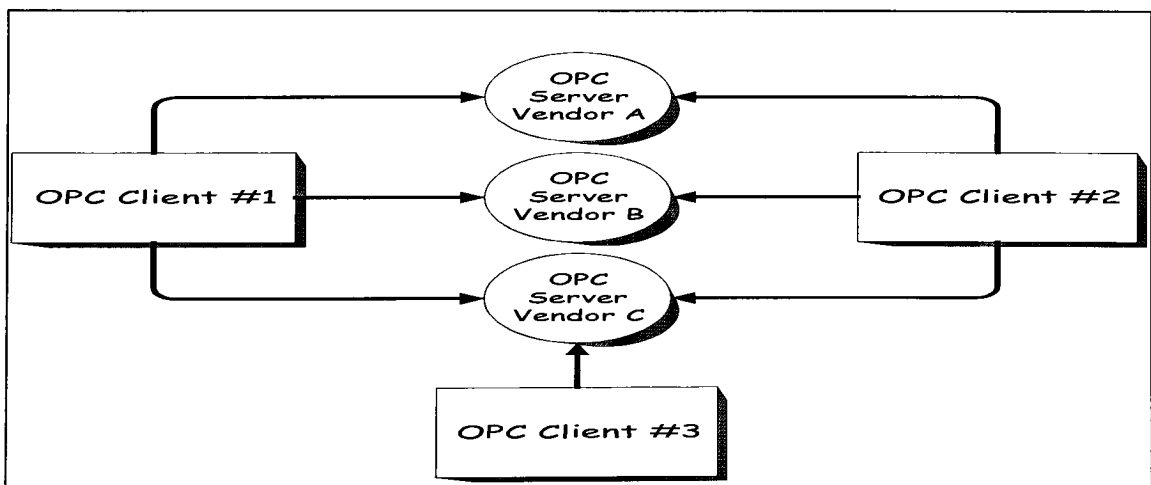 OPC
Server
Vendor A
OPC Client #1
OPC
Server
Vendor B
OPC Client #2
OPC
Server
Vendor C
OPC Client #3